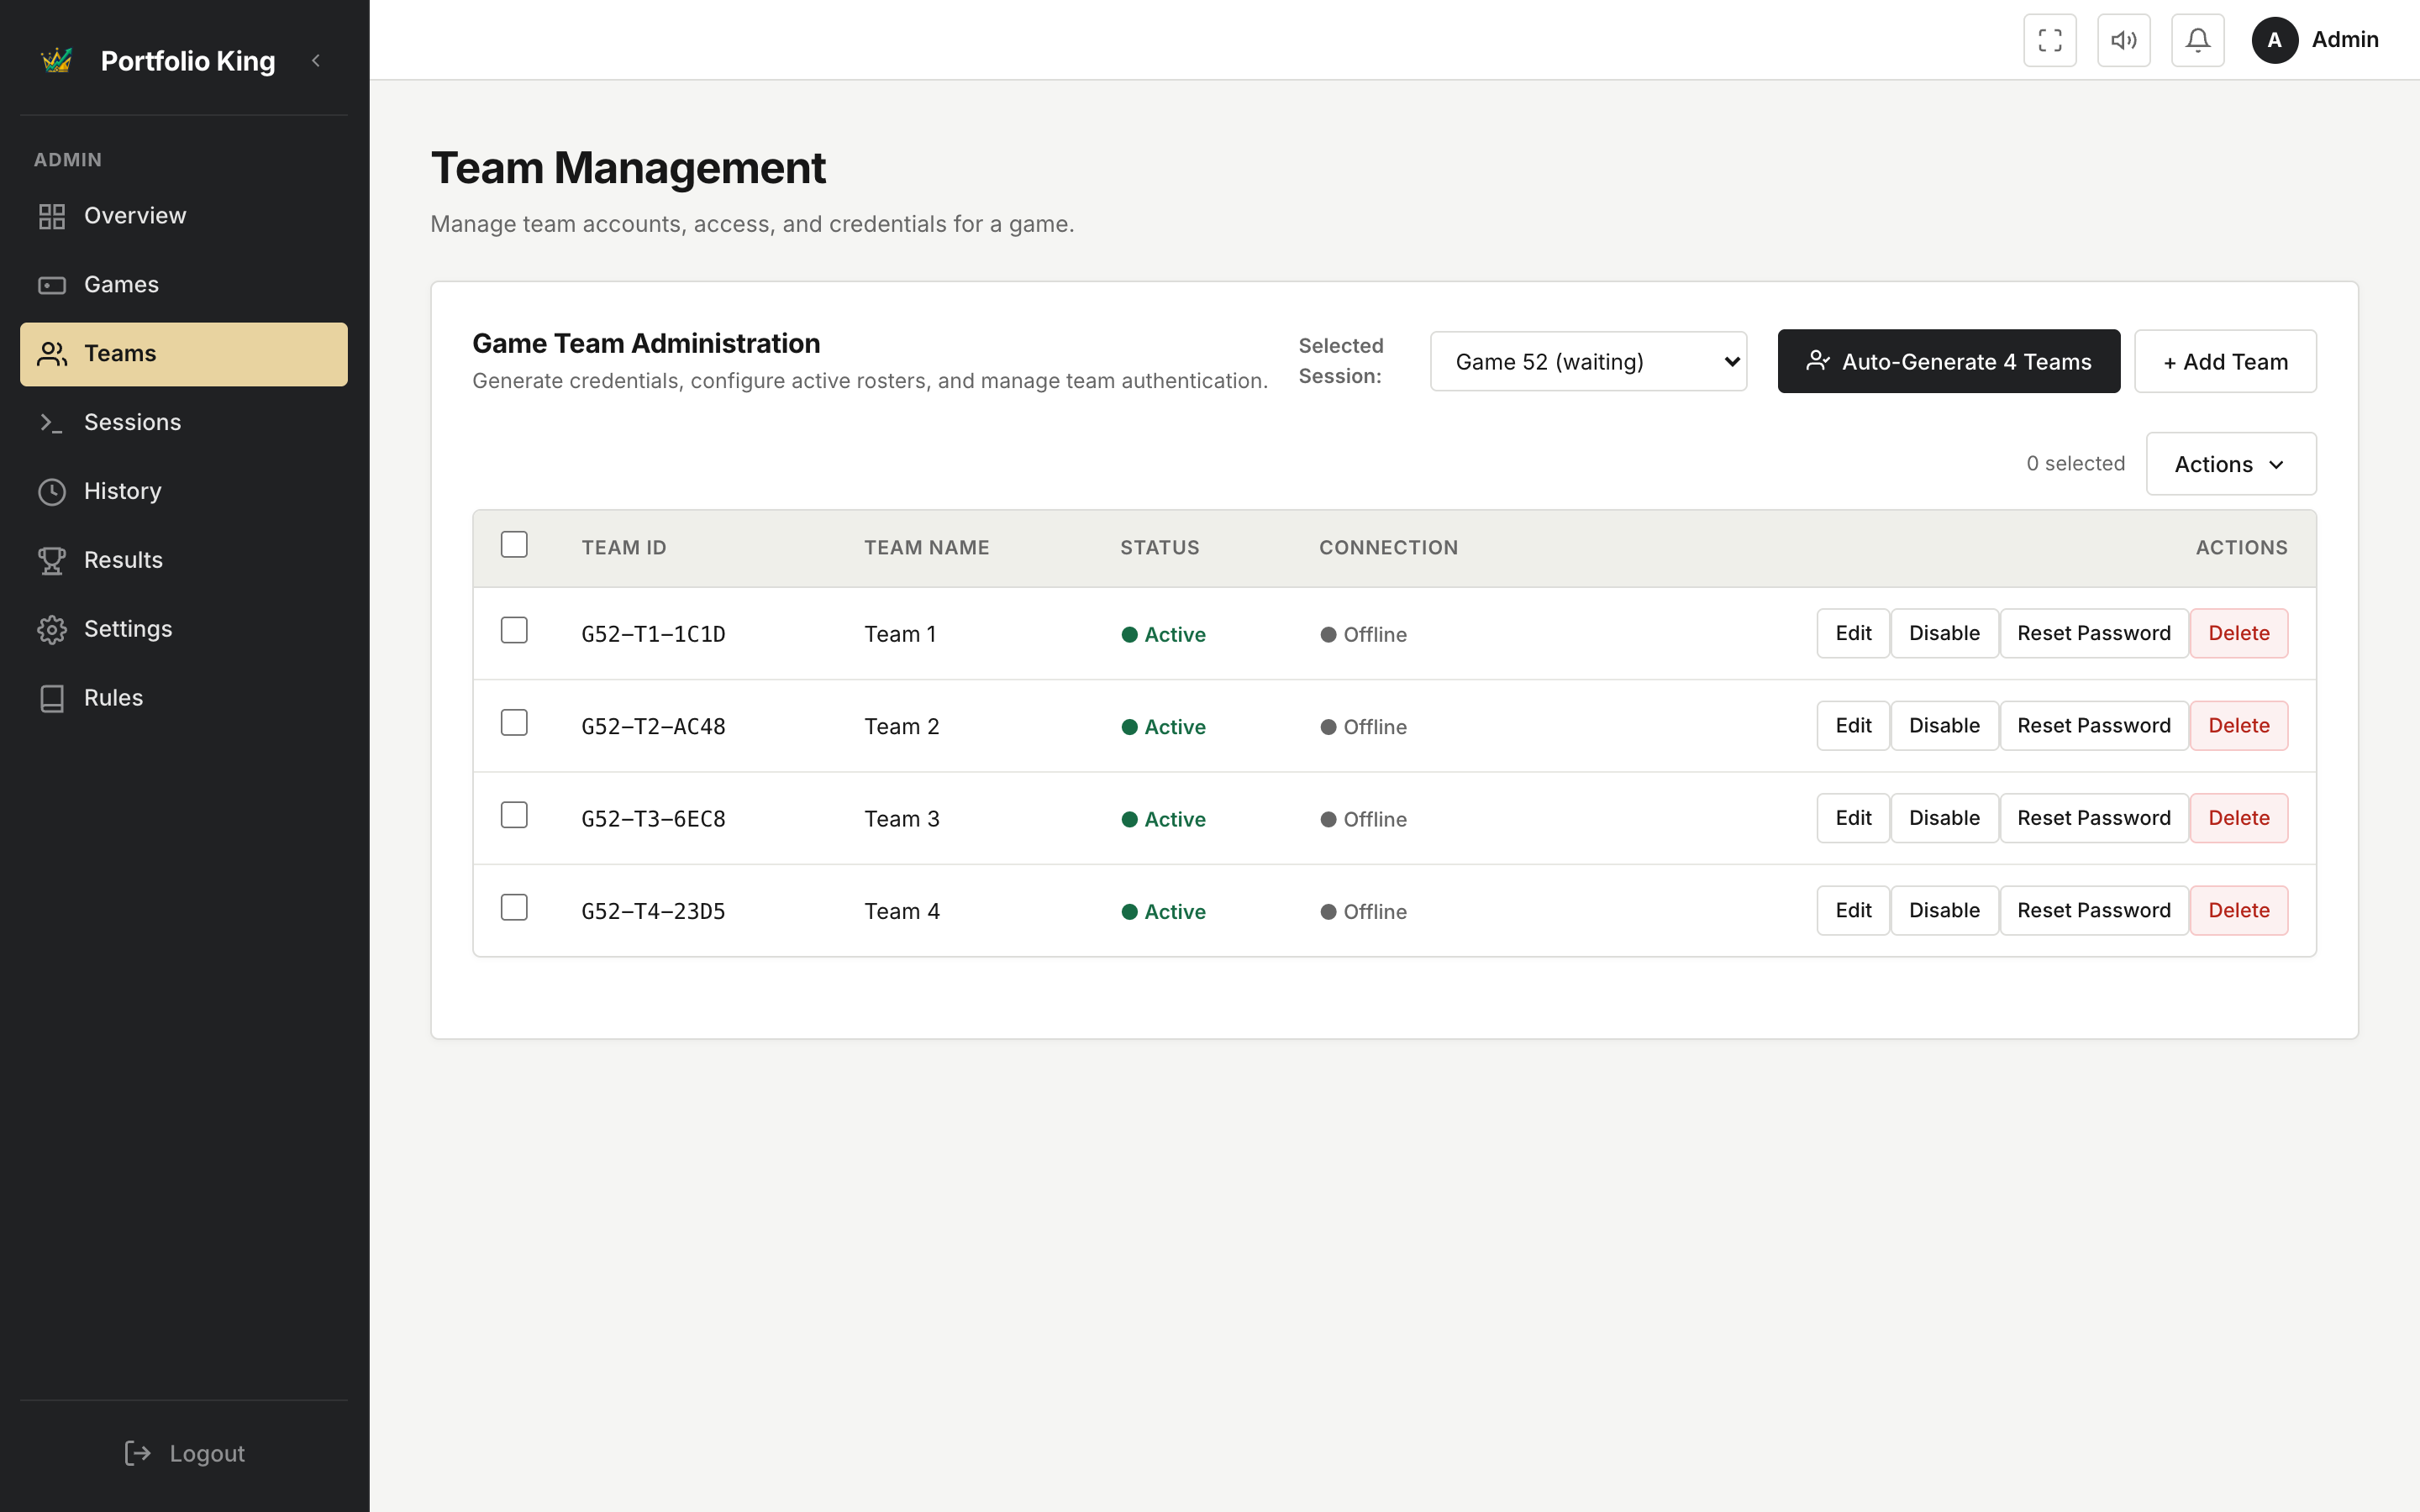 Portfolio King
A
Admin
ADMIN
Overview
Games
Teams
Sessions
History
Results
Settings
Rules
Logout
Team Management
Manage team accounts, access, and credentials for a game.
Game Team Administration
Generate credentials, configure active rosters, and manage team authentication.
Selected
Session:
Game 52 (waiting)
Auto-Generate 4 Teams
+ Add Team
0 selected
Actions
TEAM ID TEAM NAME STATUS CONNECTION ACTIONS
G52-T1-1C1D Team 1 Active Offline Edit Disable Reset Password Delete
G52-T2-AC48 Team 2 Active Offline Edit Disable Reset Password Delete
G52-T3-6EC8 Team 3 Active Offline Edit Disable Reset Password Delete
G52-T4-23D5 Team 4 Active Offline Edit Disable Reset Password Delete